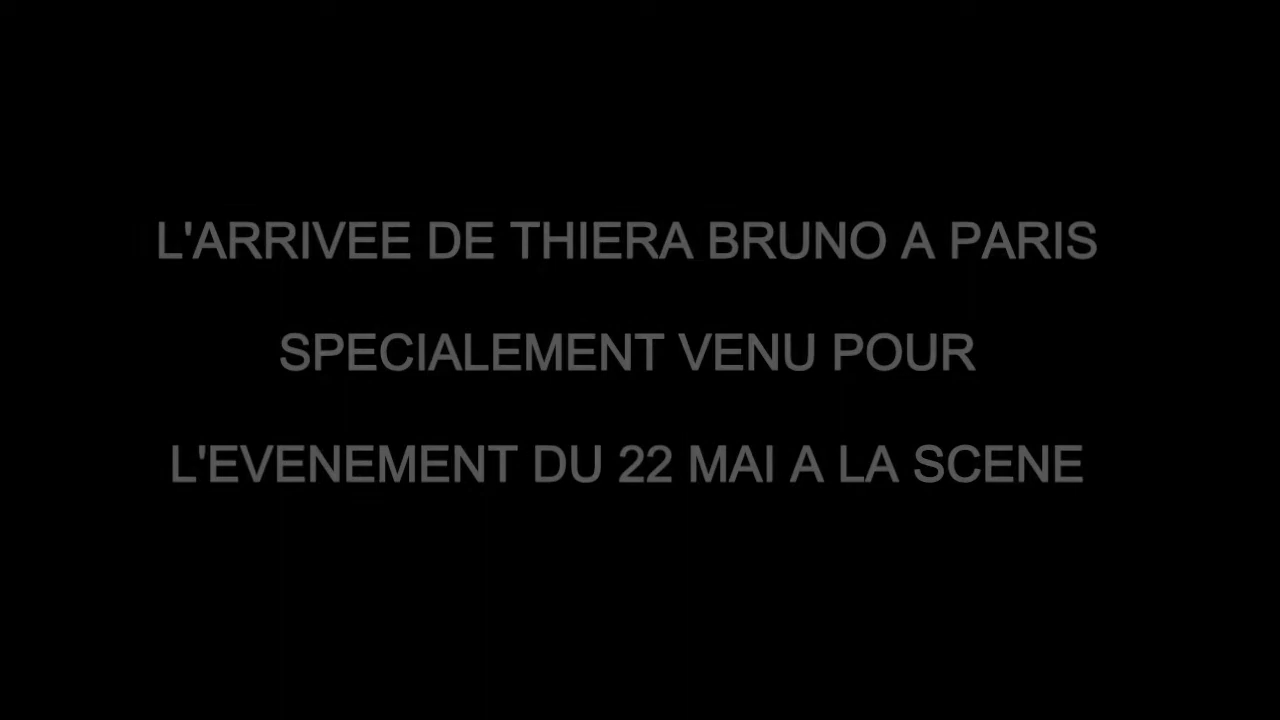 L'ARRIVEE DE THIERA BRUNO A PARIS
SPECIALEMENT VENU POUR
L'EVENEMENT DU 22 MAI A LA SCENE